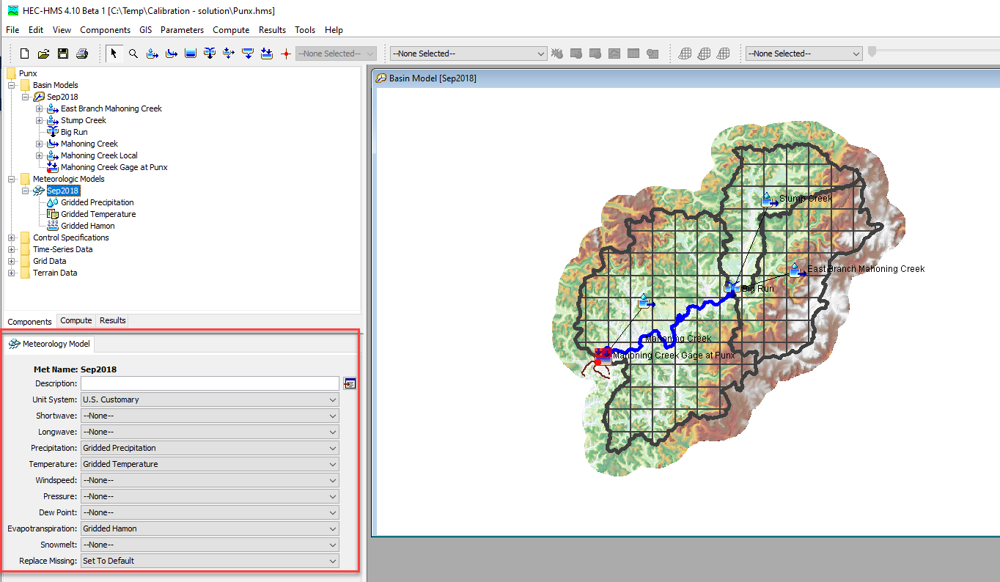 HEC-HMS 4.10 Beta 1 [C:\Temp\Calibration - solution\Punx.hms]
File Edit View Components GIS Parameters Compute Results Tools Help
--None Selected-- --None Selected-- --None Selected--
Punx
Basin Models
Sep2018
East Branch Mahoning Creek
Stump Creek
Big Run
Mahoning Creek
Mahoning Creek Local
Mahoning Creek Gage at Punx
Meteorologic Models
Sep2018
Gridded Precipitation
Gridded Temperature
Gridded Hamon
Control Specifications
Time-Series Data
Grid Data
Terrain Data
Components Compute Results
Meteorology Model
Met Name: Sep2018
Description:
Unit System: U.S. Customary
Shortwave: --None--
Longwave: --None--
Precipitation: Gridded Precipitation
Temperature: Gridded Temperature
Windspeed: --None--
Pressure: --None--
Dew Point: --None--
Evapotranspiration: Gridded Hamon
Snowmelt: --None--
Replace Missing: Set To Default
Basin Model [Sep2018]
Stump Creek
East Branch Mahoning Creek
Big Run
Mahoning Creek
Mahoning Creek Gage at Punx